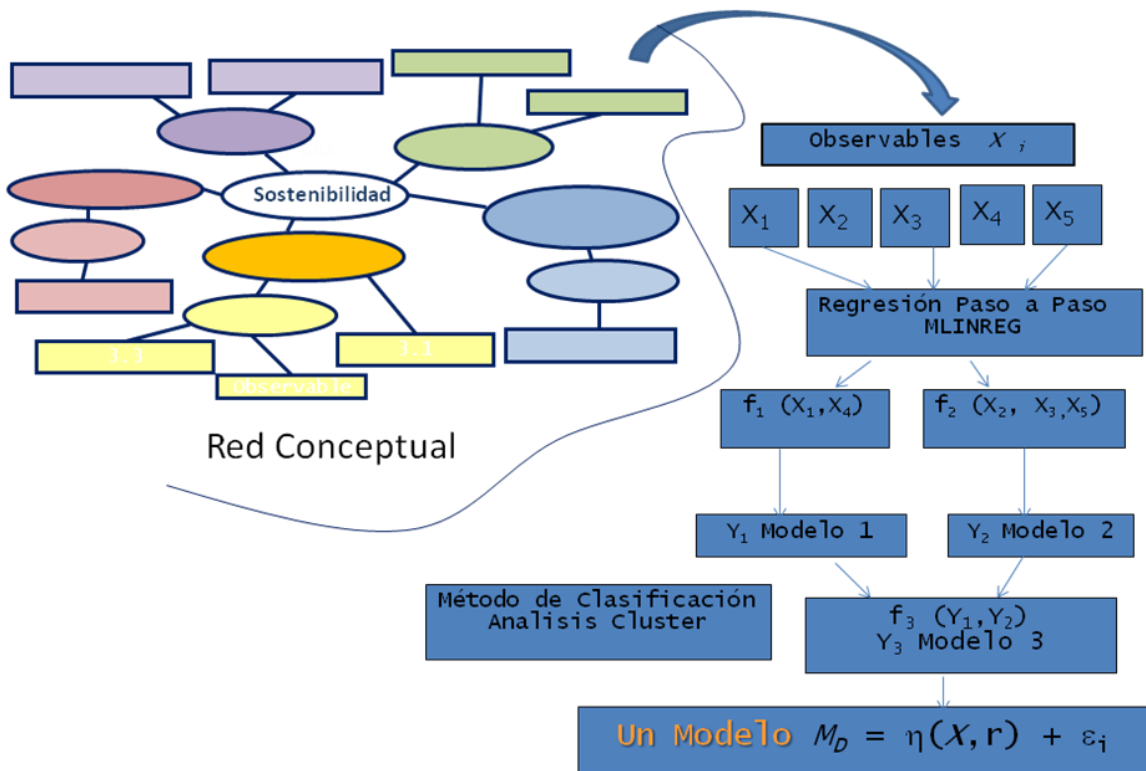 Sostenibilidad
3.3
3.1
Observable
Red Conceptual
Observables X i
X1
X2
X3
X4
X5
Regresión Paso a Paso
MLINREG
f1 (X1,X4)
f2 (X2, X3,X5)
Y1 Modelo 1
Y2 Modelo 2
Método de Clasificación
Analisis Cluster
f3 (Y1,Y2)
Y3 Modelo 3
Un Modelo MD = η(X,r) + εi